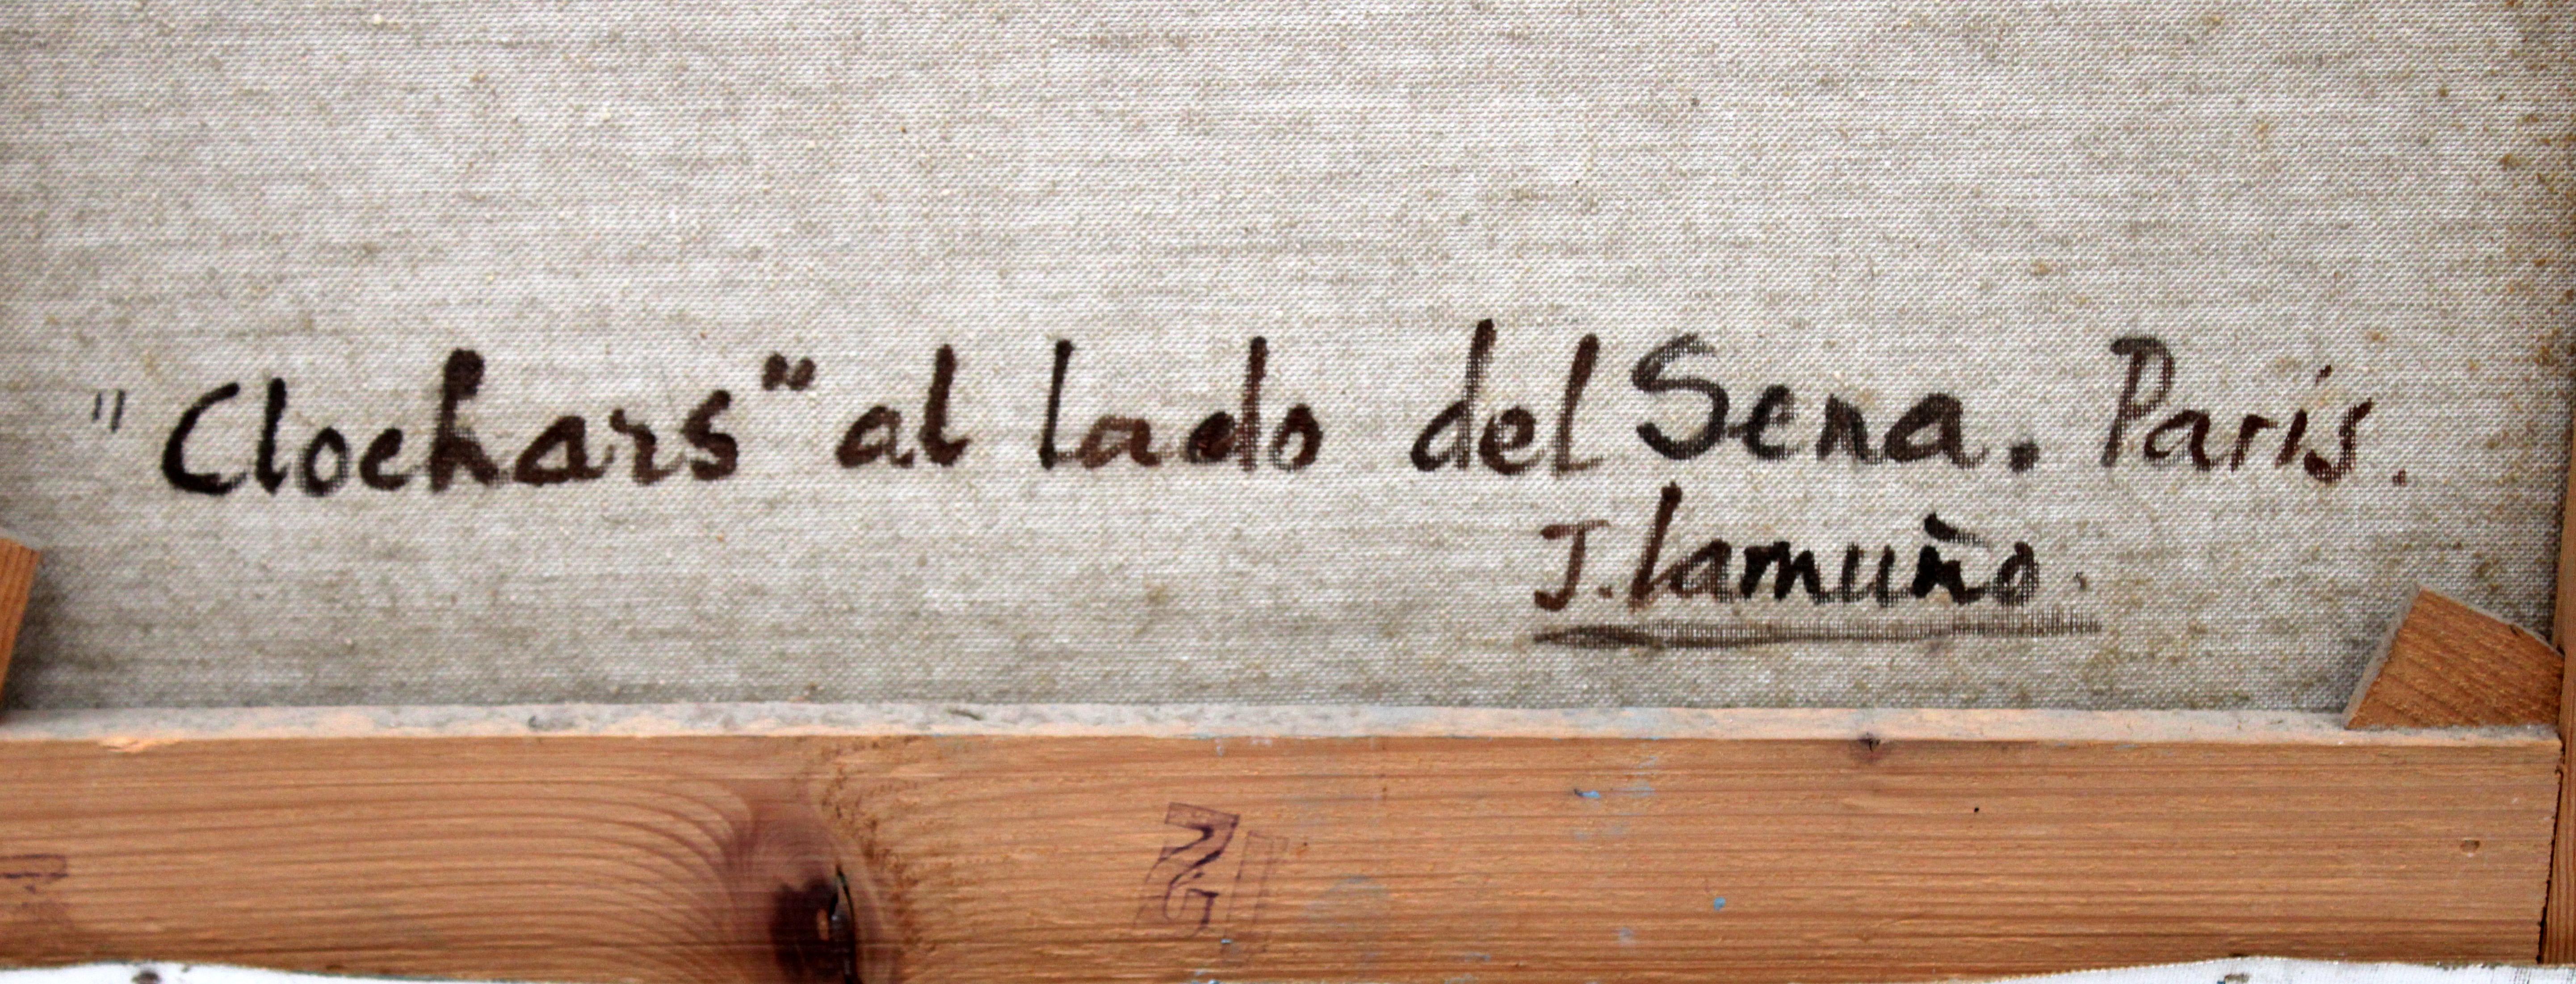 "Clochars" al lado del Sena. París.
J. lamuño.